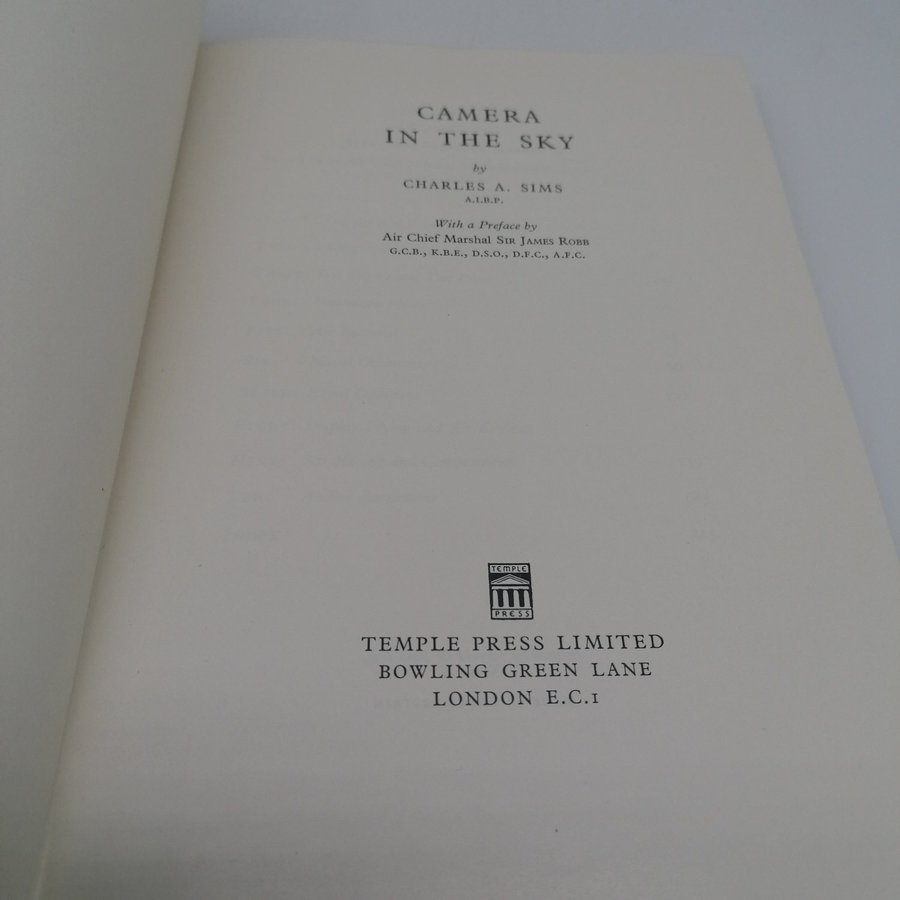 CAMERA
IN THE SKY
by
CHARLES A. SIMS
A.I.B.P.
With a Preface by
Air Chief Marshal SIR JAMES ROBB
G.C.B., K.B.E., D.S.O., D.F.C., A.F.C.
TEMPLE
PRESS
TEMPLE PRESS LIMITED
BOWLING GREEN LANE
LONDON E.C.1